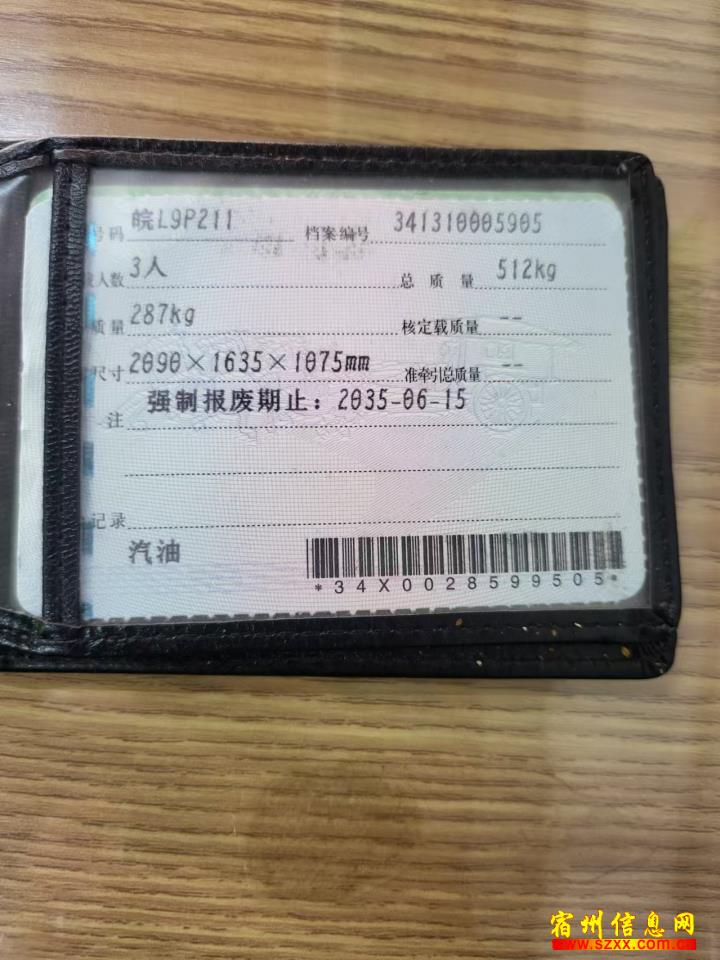 号码 皖L9P211 档案编号 341310005905
人数 3人 总质量 512kg
质量 287kg 核定载质量 --
尺寸 2090×1635×1075mm 准牵引总质量 --
注 强制报废期止：2035-06-15
记录
汽油
*34X0028599505*
宿州信息网
www.szxx.com.cn